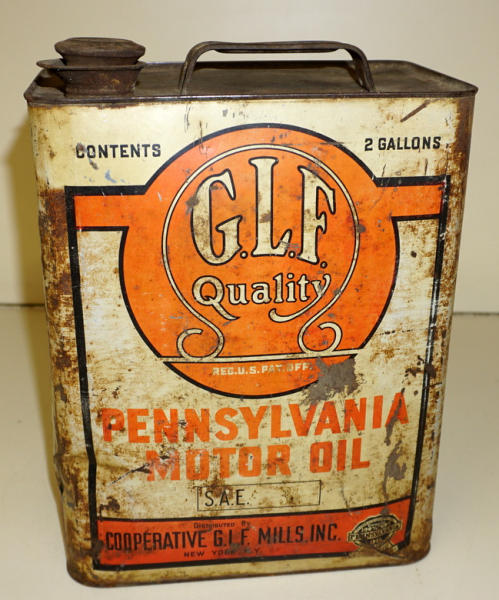 CONTENTS 2 GALLONS
G.L.F.
Quality
REG.U.S.PAT.OFF.
PENNSYLVANIA
MOTOR OIL
S.A.E.
DISTRIBUTED BY
COOPERATIVE G.L.F. MILLS, INC.
NEW YORK, N.Y.